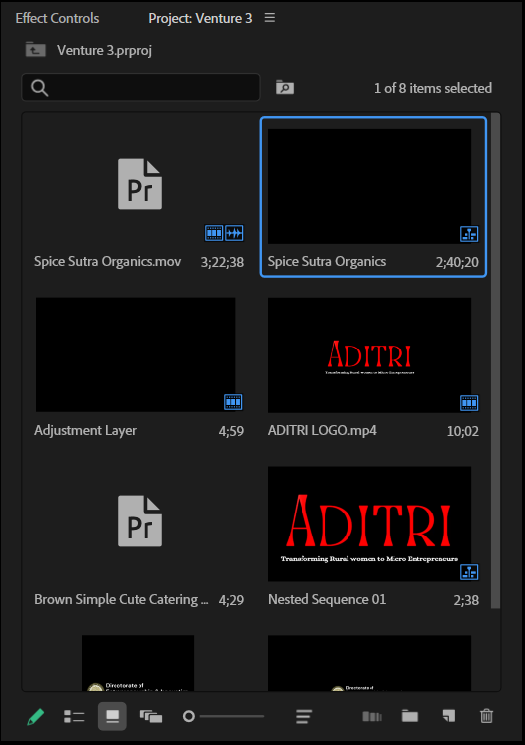 Effect Controls
Project: Venture 3
Venture 3.prproj
1 of 8 items selected
Pr
Spice Sutra Organics.mov
3;22;38
Spice Sutra Organics
2;40;20
Adjustment Layer
4;59
ADITRI
Transforming Rural women to Micro Entrepreneurs
ADITRI LOGO.mp4
10;02
Pr
Brown Simple Cute Catering ...
4;29
ADITRI
Transforming Rural women to Micro Entrepreneurs
Nested Sequence 01
2;38
Directorate of
Directorate of